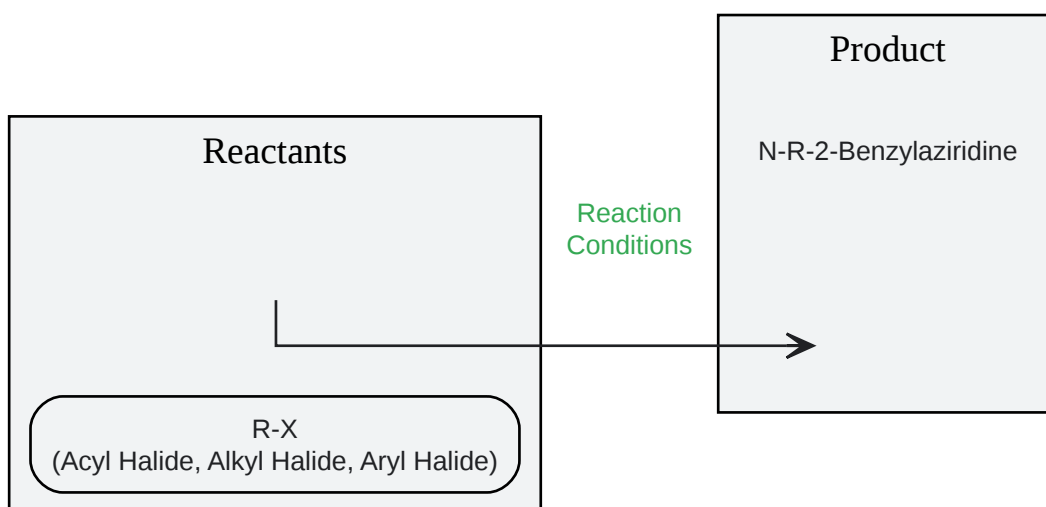 Reactants
R-X
(Acyl Halide, Alkyl Halide, Aryl Halide)
Reaction
Conditions
Product
N-R-2-Benzylaziridine